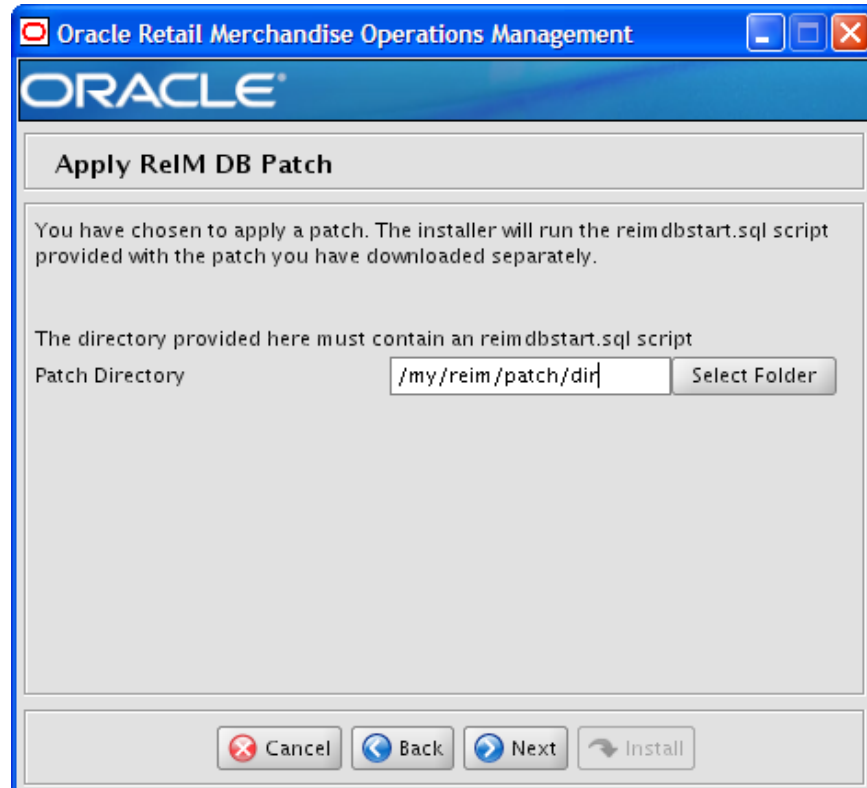 Oracle Retail Merchandise Operations Management
ORACLE
Apply ReIM DB Patch
You have chosen to apply a patch. The installer will run the reimdbstart.sql script
provided with the patch you have downloaded separately.
The directory provided here must contain an reimdbstart.sql script
Patch Directory /my/reim/patch/dir Select Folder
Cancel Back Next Install